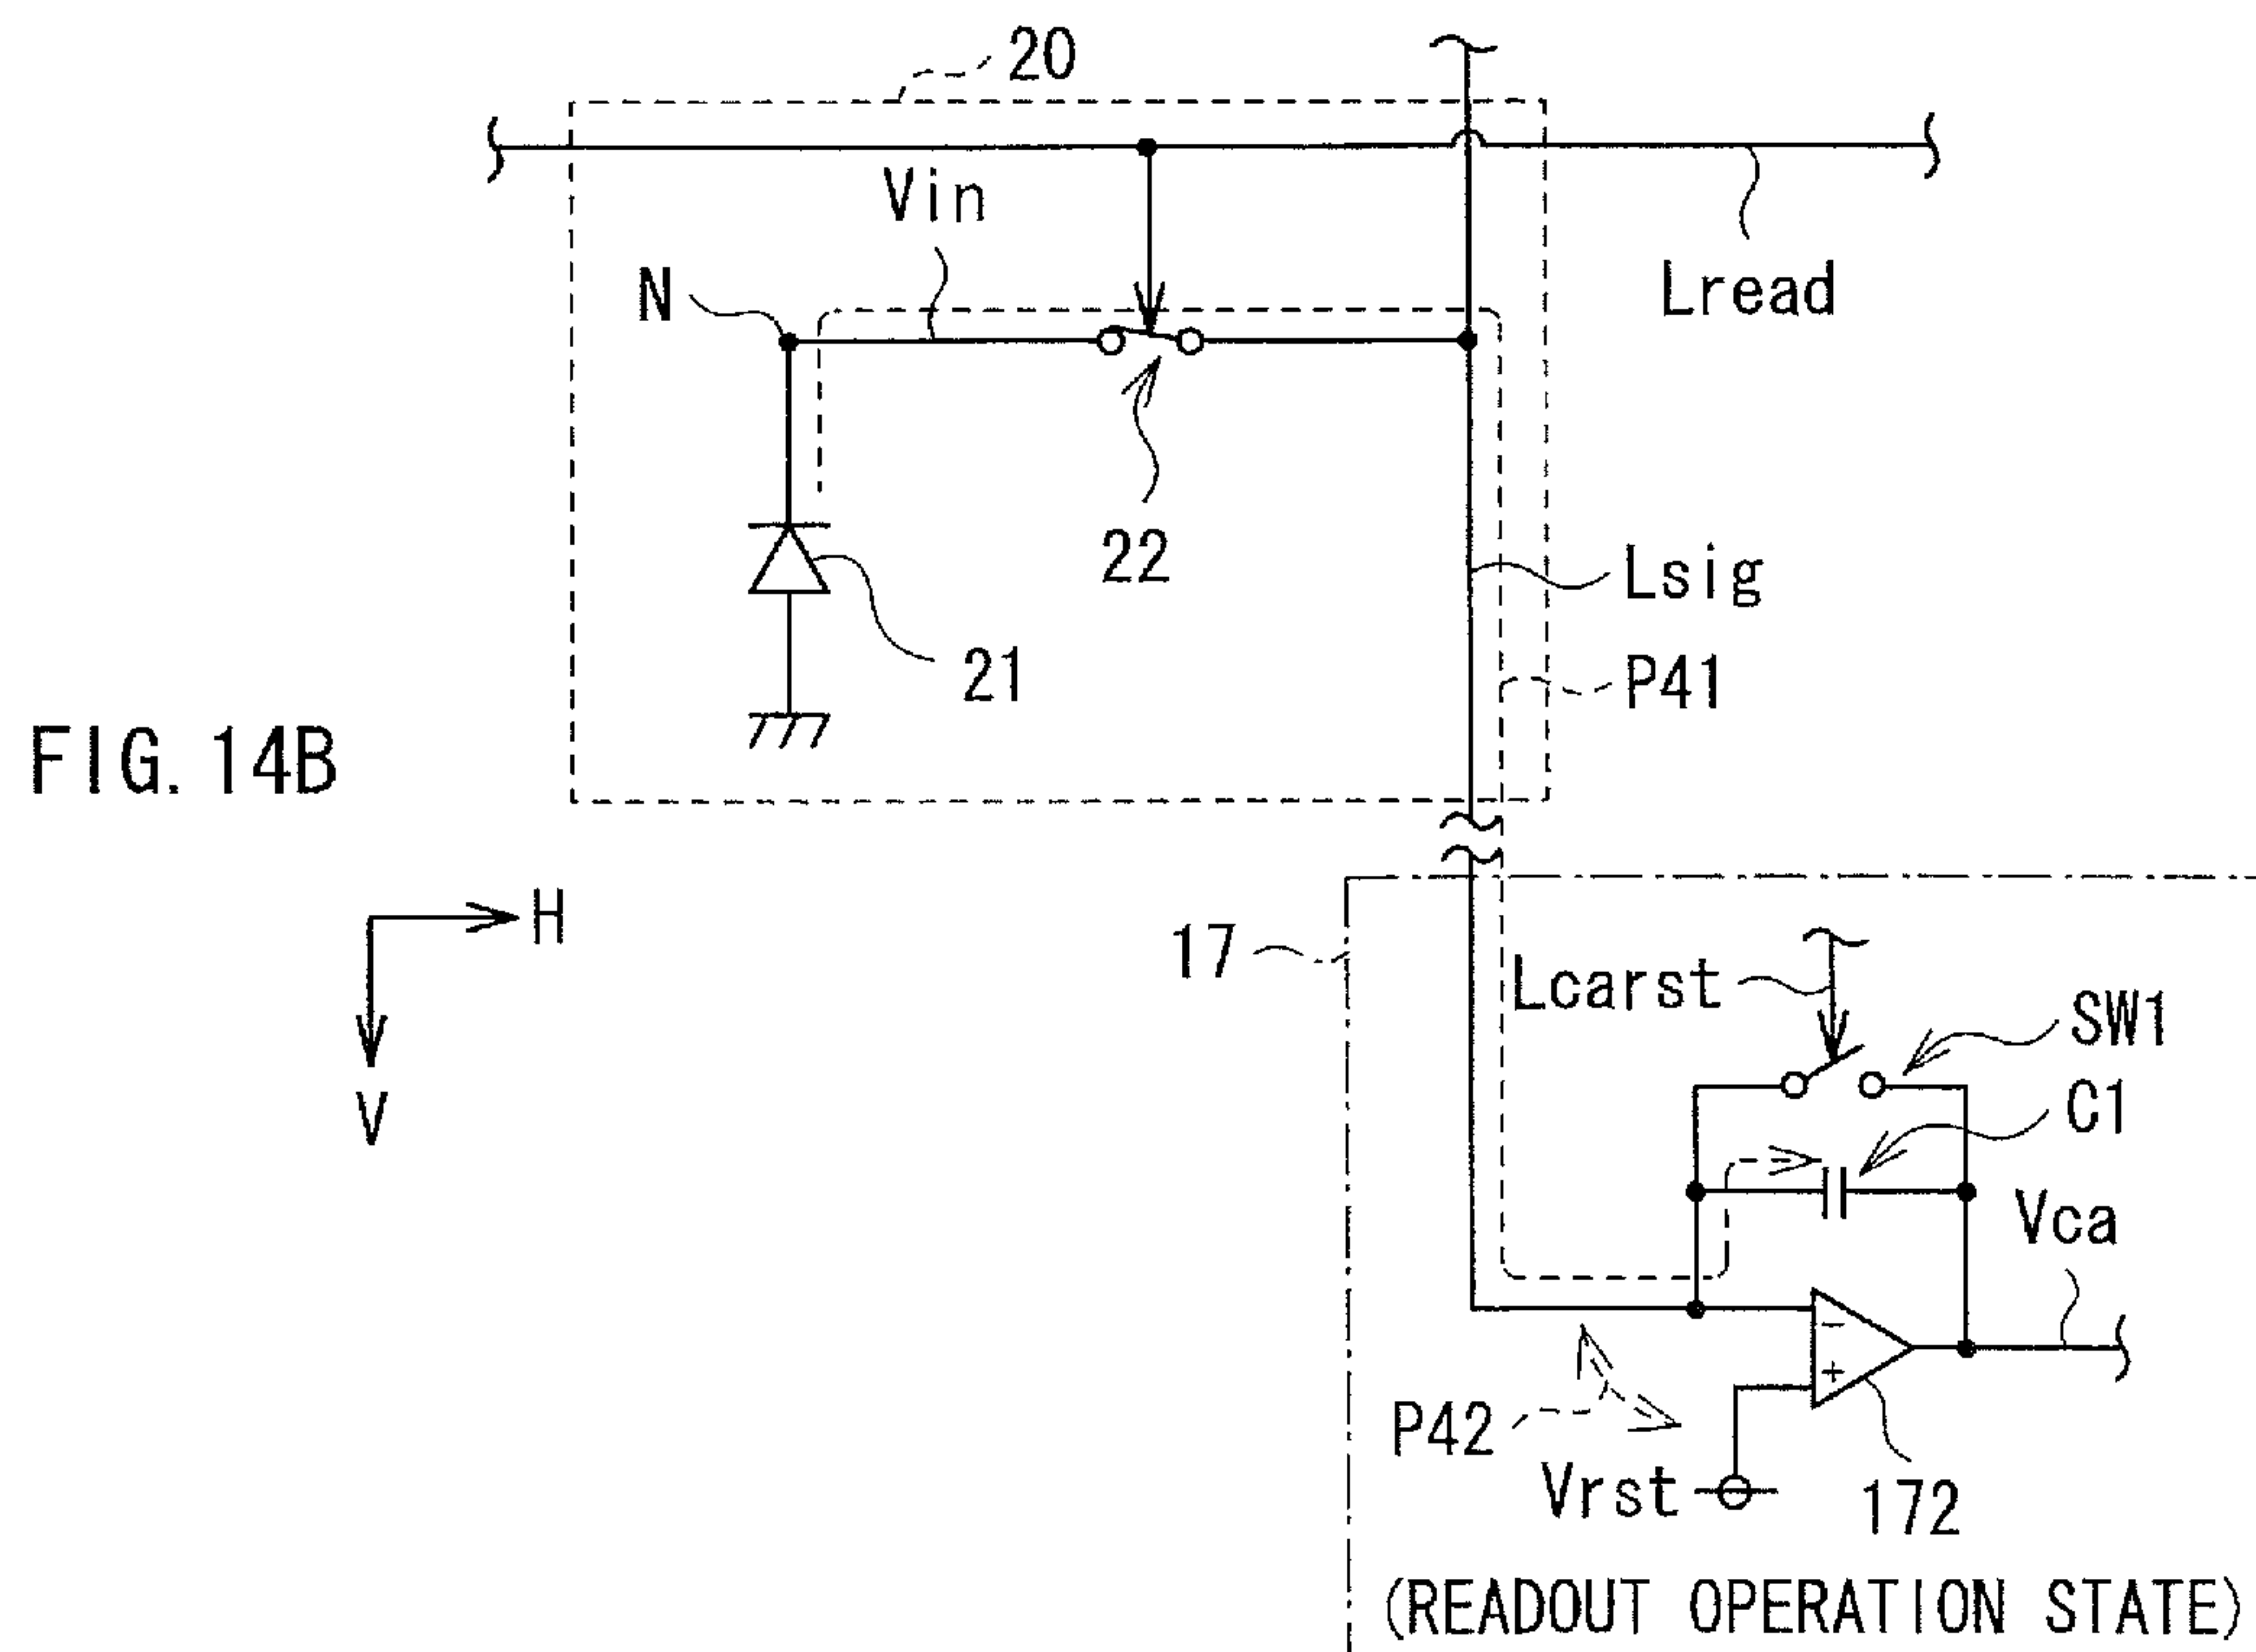 20
Vin
N
Lread
22
Lsig
21
P41
FIG. 14B
H
17
Lcarst
SW1
C1
V
Vca
−
+
P42
Vrst
172
(READOUT OPERATION STATE)